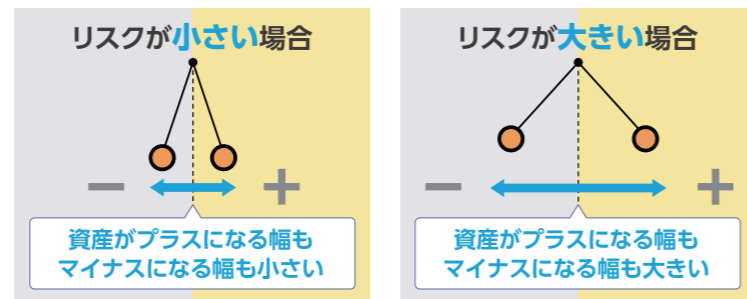 リスクが小さい場合
− +
資産がプラスになる幅も
マイナスになる幅も小さい
リスクが大きい場合
− +
資産がプラスになる幅も
マイナスになる幅も大きい